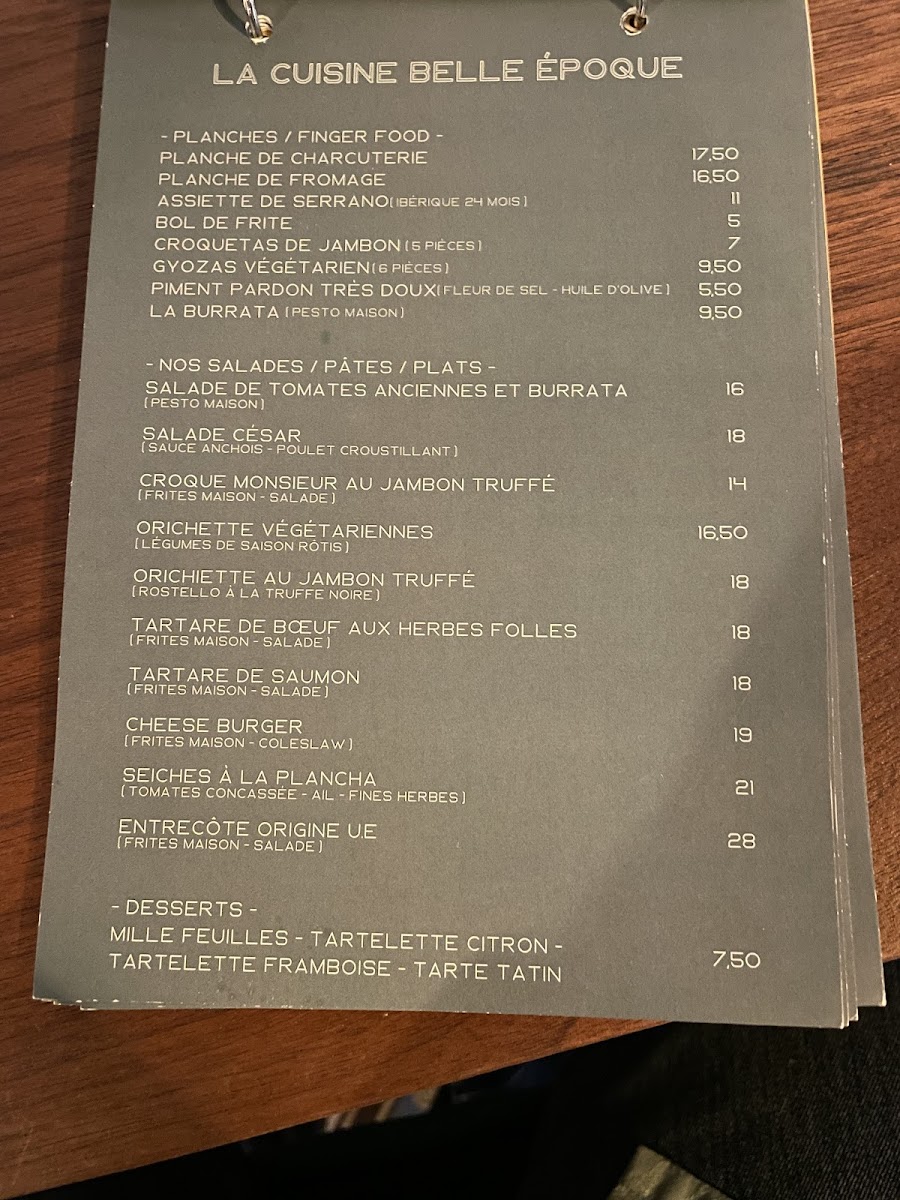 LA CUISINE BELLE ÉPOQUE
- PLANCHES / FINGER FOOD -
PLANCHE DE CHARCUTERIE 17,50
PLANCHE DE FROMAGE 16,50
ASSIETTE DE SERRANO (IBÉRIQUE 24 MOIS) 11
BOL DE FRITE 5
CROQUETAS DE JAMBON (5 PIÈCES) 7
GYOZAS VÉGÉTARIEN (6 PIÈCES) 9,50
PIMENT PARDON TRÈS DOUX (FLEUR DE SEL - HUILE D'OLIVE) 5,50
LA BURRATA (PESTO MAISON) 9,50
- NOS SALADES / PÂTES / PLATS -
SALADE DE TOMATES ANCIENNES ET BURRATA 16
(PESTO MAISON)
SALADE CÉSAR 18
(SAUCE ANCHOIS - POULET CROUSTILLANT)
CROQUE MONSIEUR AU JAMBON TRUFFÉ 14
(FRITES MAISON - SALADE)
ORICHETTE VÉGÉTARIENNES 16,50
(LÉGUMES DE SAISON RÔTIS)
ORICHIETTE AU JAMBON TRUFFÉ 18
(ROSTELLO À LA TRUFFE NOIRE)
TARTARE DE BŒUF AUX HERBES FOLLES 18
(FRITES MAISON - SALADE)
TARTARE DE SAUMON 18
(FRITES MAISON - SALADE)
CHEESE BURGER 19
(FRITES MAISON - COLESLAW)
SEICHES À LA PLANCHA 21
(TOMATES CONCASSÉE - AIL - FINES HERBES)
ENTRECÔTE ORIGINE U.E 28
(FRITES MAISON - SALADE)
- DESSERTS -
MILLE FEUILLES - TARTELETTE CITRON -
TARTELETTE FRAMBOISE - TARTE TATIN 7,50